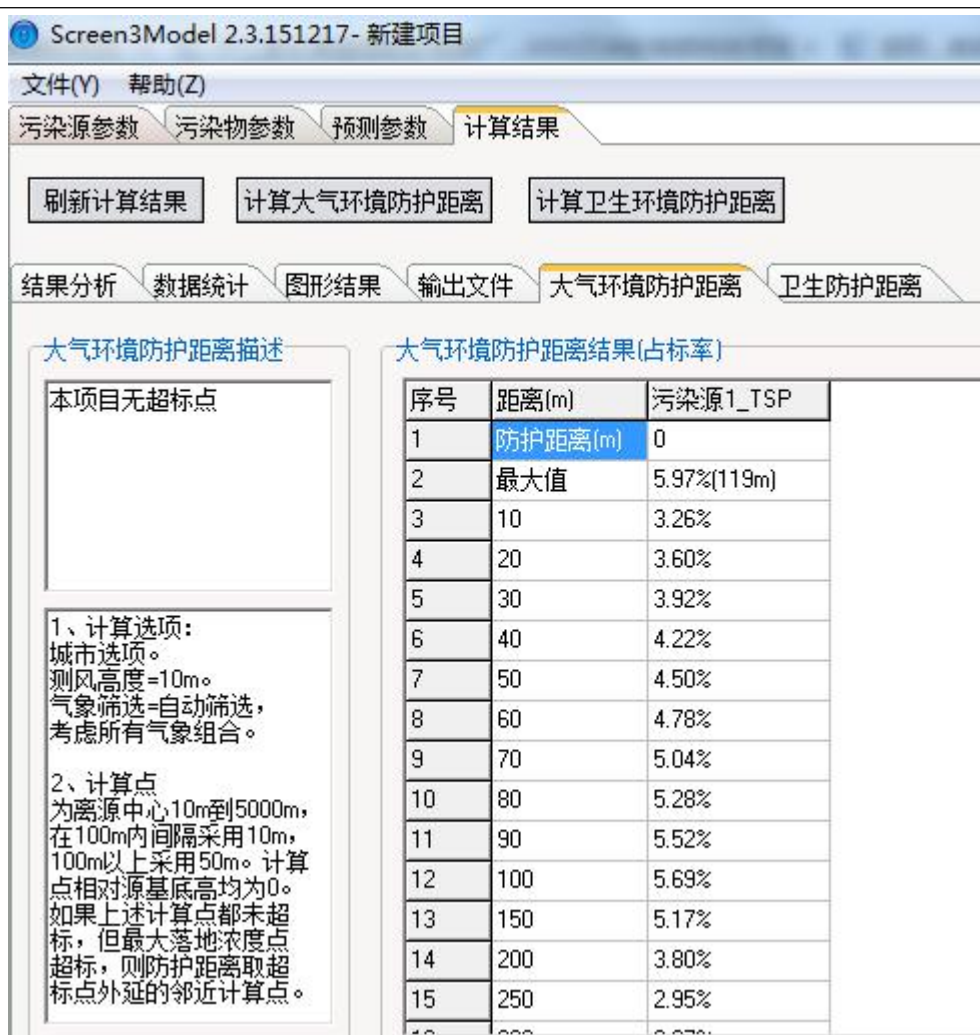 Screen3Model 2.3.151217- 新建项目
文件(Y) 帮助(Z)
污染源参数 污染物参数 预测参数 计算结果
刷新计算结果 计算大气环境防护距离 计算卫生环境防护距离
结果分析 数据统计 图形结果 输出文件 大气环境防护距离 卫生防护距离
大气环境防护距离描述
本项目无超标点
1、计算选项：
城市选项。
测风高度=10m。
气象筛选=自动筛选，
考虑所有气象组合。
2、计算点
为离源中心10m到5000m，
在100m内间隔采用10m，
100m以上采用50m。计算
点相对源基底高均为0。
如果上述计算点都未超
标，但最大落地浓度点
超标，则防护距离取超
标点外延的邻近计算点。
大气环境防护距离结果(占标率)
序号 距离(m) 污染源1_TSP
1 防护距离(m) 0
2 最大值 5.97%(119m)
3 10 3.26%
4 20 3.60%
5 30 3.92%
6 40 4.22%
7 50 4.50%
8 60 4.78%
9 70 5.04%
10 80 5.28%
11 90 5.52%
12 100 5.69%
13 150 5.17%
14 200 3.80%
15 250 2.95%